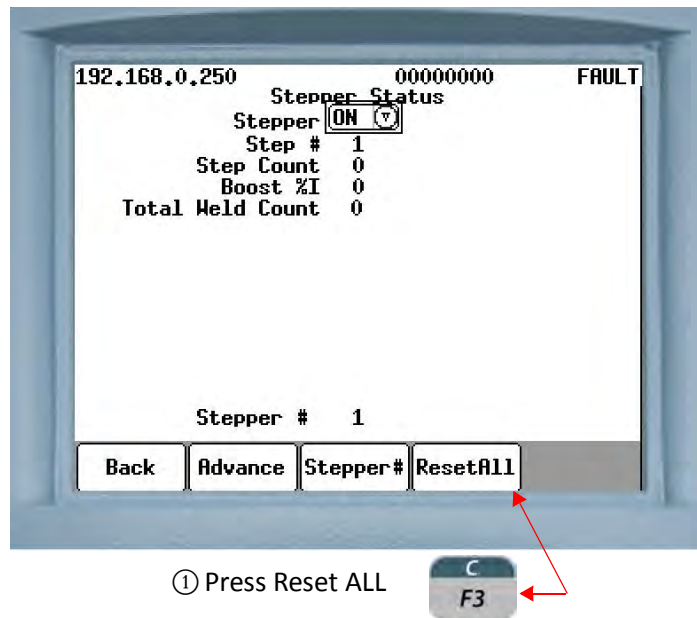 192.168.0.250 00000000 FAULT
Stepper Status
Stepper ON
Step # 1
Step Count 0
Boost %I 0
Total Weld Count 0
Stepper # 1
Back Advance Stepper# ResetAll
① Press Reset ALL
C
F3